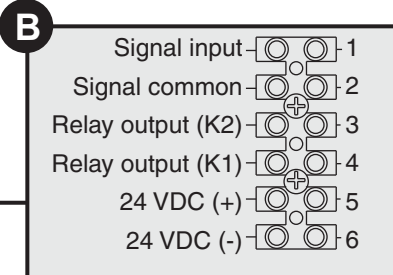 B
Signal input 1
Signal common 2
Relay output (K2) 3
Relay output (K1) 4
24 VDC (+) 5
24 VDC (-) 6